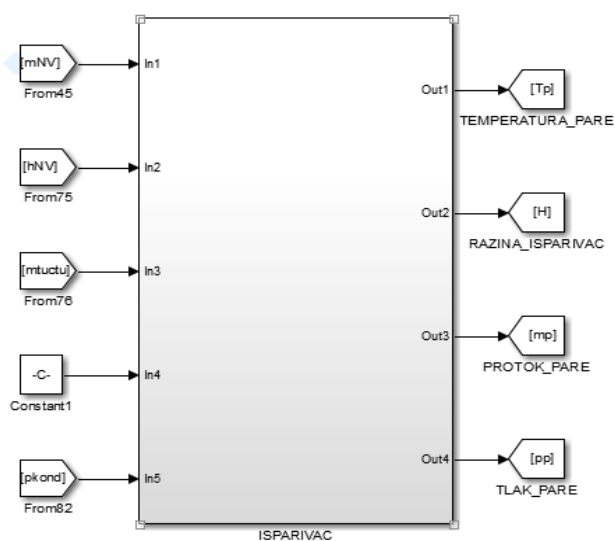 [mNV]
From45
In1
[hNV]
From75
In2
[mtuctu]
From76
In3
-C-
Constant1
In4
[pkond]
From82
In5
Out1
[Tp]
TEMPERATURA_PARE
Out2
[H]
RAZINA_ISPARIVAC
Out3
[mp]
PROTOK_PARE
Out4
[pp]
TLAK_PARE
ISPARIVAC